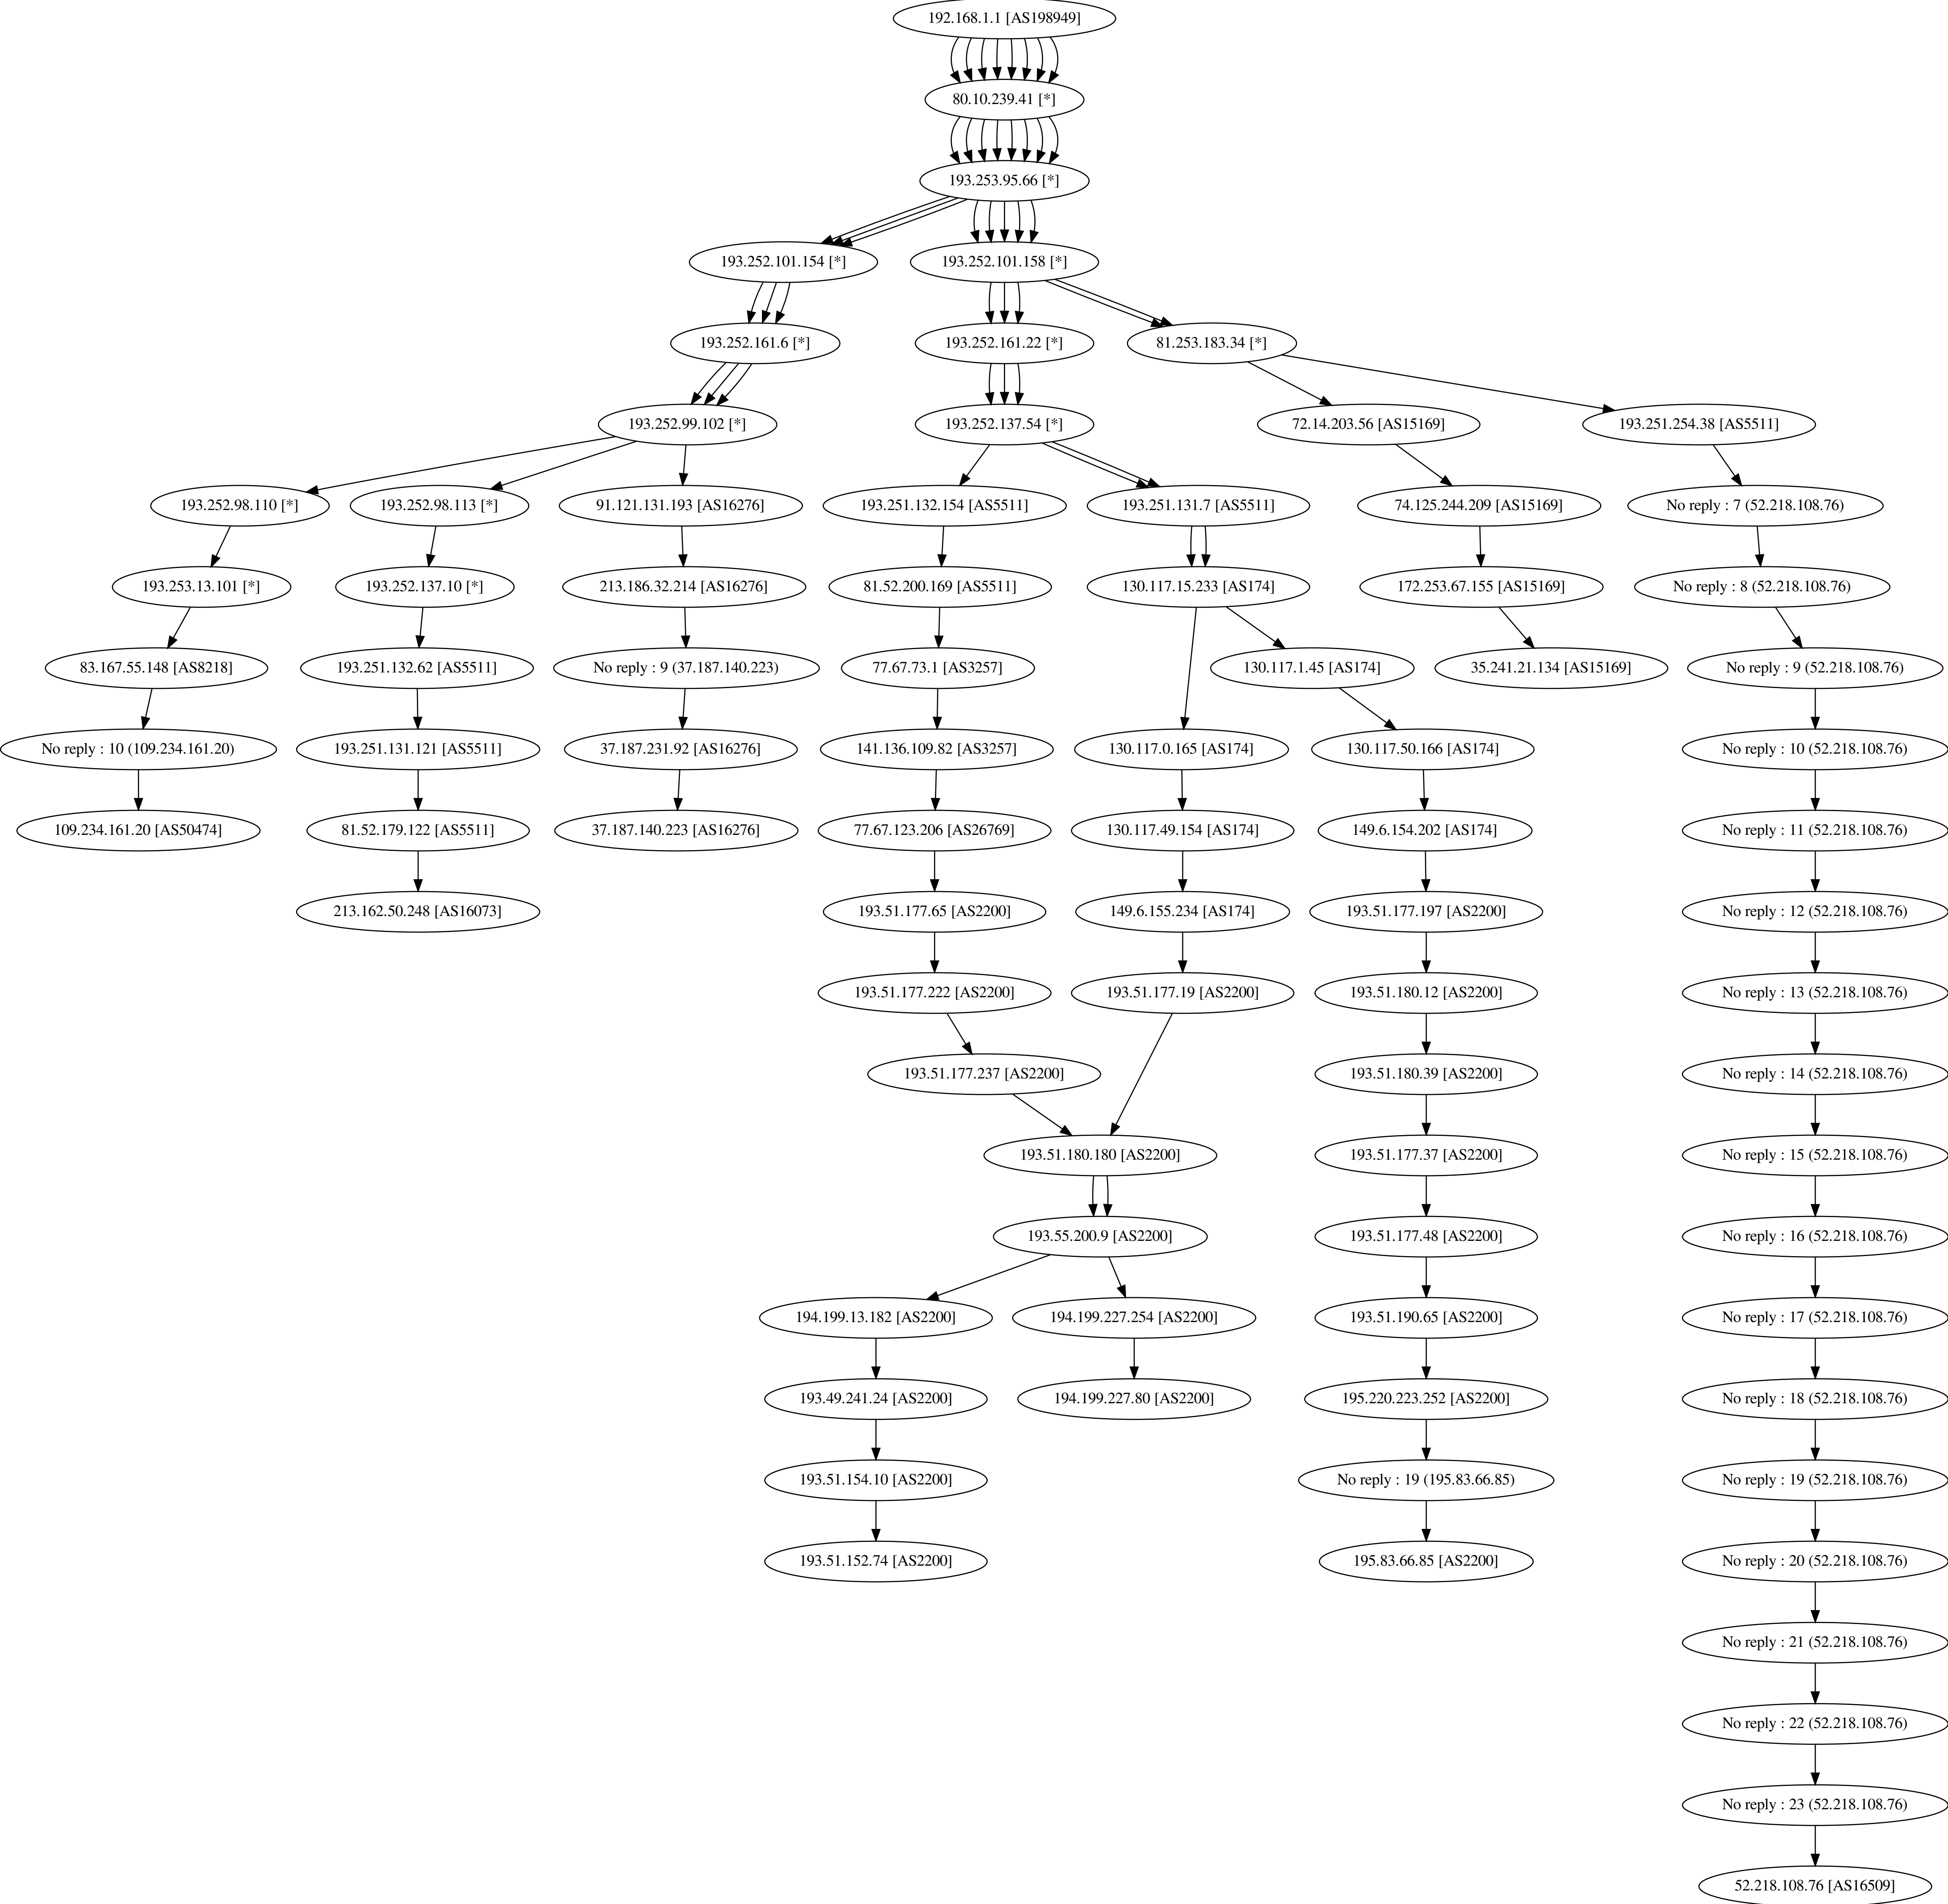 192.168.1.1 [AS198949]
80.10.239.41 [*]
193.253.95.66 [*]
193.252.101.154 [*]
193.252.101.158 [*]
193.252.161.6 [*]
193.252.161.22 [*]
81.253.183.34 [*]
193.252.99.102 [*]
193.252.137.54 [*]
72.14.203.56 [AS15169]
193.251.254.38 [AS5511]
193.252.98.110 [*]
193.252.98.113 [*]
91.121.131.193 [AS16276]
193.251.132.154 [AS5511]
193.251.131.7 [AS5511]
74.125.244.209 [AS15169]
No reply : 7 (52.218.108.76)
193.253.13.101 [*]
193.252.137.10 [*]
213.186.32.214 [AS16276]
81.52.200.169 [AS5511]
130.117.15.233 [AS174]
172.253.67.155 [AS15169]
No reply : 8 (52.218.108.76)
83.167.55.148 [AS8218]
193.251.132.62 [AS5511]
No reply : 9 (37.187.140.223)
77.67.73.1 [AS3257]
130.117.1.45 [AS174]
35.241.21.134 [AS15169]
No reply : 9 (52.218.108.76)
No reply : 10 (109.234.161.20)
193.251.131.121 [AS5511]
37.187.231.92 [AS16276]
141.136.109.82 [AS3257]
130.117.0.165 [AS174]
130.117.50.166 [AS174]
No reply : 10 (52.218.108.76)
109.234.161.20 [AS50474]
81.52.179.122 [AS5511]
37.187.140.223 [AS16276]
77.67.123.206 [AS26769]
130.117.49.154 [AS174]
149.6.154.202 [AS174]
No reply : 11 (52.218.108.76)
213.162.50.248 [AS16073]
193.51.177.65 [AS2200]
149.6.155.234 [AS174]
193.51.177.197 [AS2200]
No reply : 12 (52.218.108.76)
193.51.177.222 [AS2200]
193.51.177.19 [AS2200]
193.51.180.12 [AS2200]
No reply : 13 (52.218.108.76)
193.51.177.237 [AS2200]
193.51.180.39 [AS2200]
No reply : 14 (52.218.108.76)
193.51.180.180 [AS2200]
193.51.177.37 [AS2200]
No reply : 15 (52.218.108.76)
193.55.200.9 [AS2200]
193.51.177.48 [AS2200]
No reply : 16 (52.218.108.76)
194.199.13.182 [AS2200]
194.199.227.254 [AS2200]
193.51.190.65 [AS2200]
No reply : 17 (52.218.108.76)
193.49.241.24 [AS2200]
194.199.227.80 [AS2200]
195.220.223.252 [AS2200]
No reply : 18 (52.218.108.76)
193.51.154.10 [AS2200]
No reply : 19 (195.83.66.85)
No reply : 19 (52.218.108.76)
193.51.152.74 [AS2200]
195.83.66.85 [AS2200]
No reply : 20 (52.218.108.76)
No reply : 21 (52.218.108.76)
No reply : 22 (52.218.108.76)
No reply : 23 (52.218.108.76)
52.218.108.76 [AS16509]